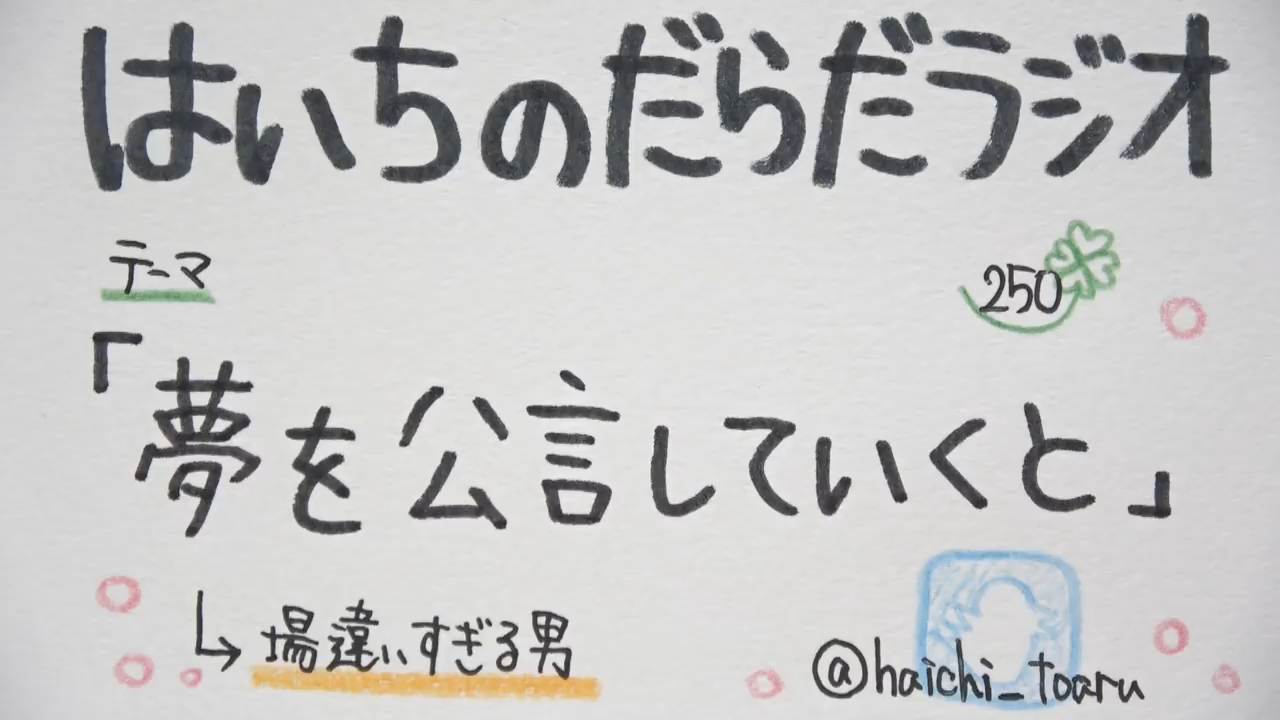 はいちのだらだラジオ
テーマ
250
「夢を公言していくと」
場違いすぎる男
@haichi_toaru